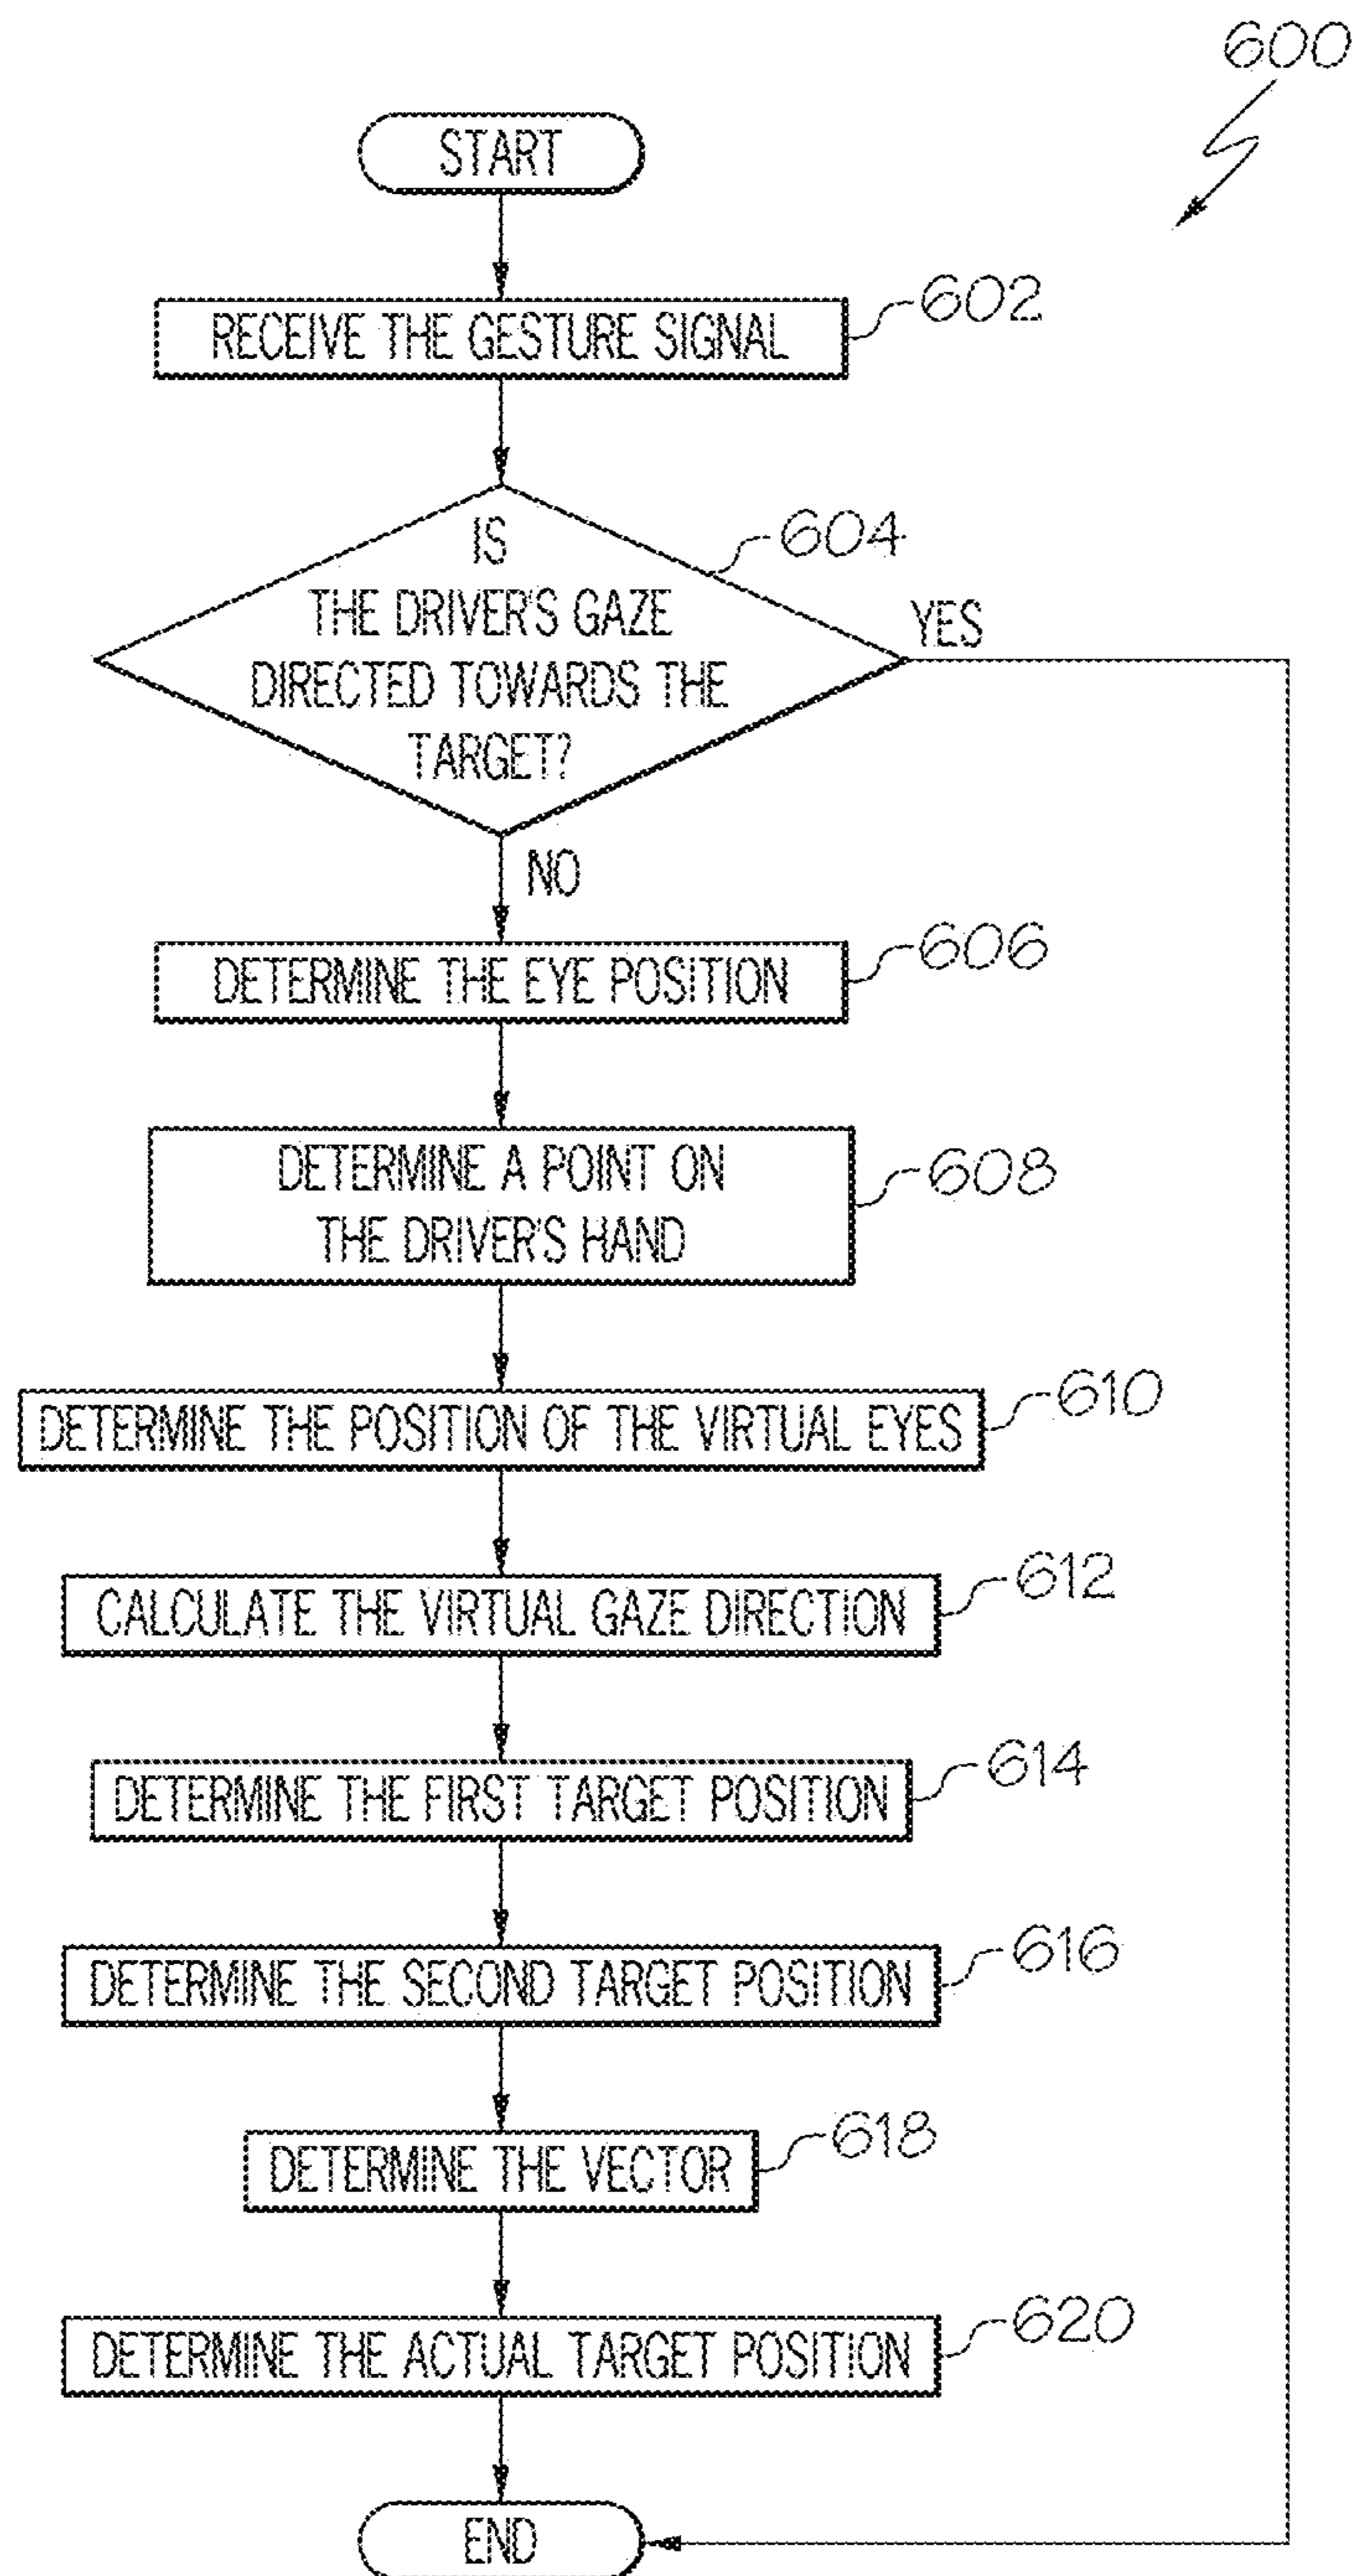 600
START
RECEIVE THE GESTURE SIGNAL
602
IS
THE DRIVER'S GAZE
DIRECTED TOWARDS THE
TARGET?
604
YES
NO
DETERMINE THE EYE POSITION
606
DETERMINE A POINT ON
THE DRIVER'S HAND
608
DETERMINE THE POSITION OF THE VIRTUAL EYES
610
CALCULATE THE VIRTUAL GAZE DIRECTION
612
DETERMINE THE FIRST TARGET POSITION
614
DETERMINE THE SECOND TARGET POSITION
616
DETERMINE THE VECTOR
618
DETERMINE THE ACTUAL TARGET POSITION
620
END